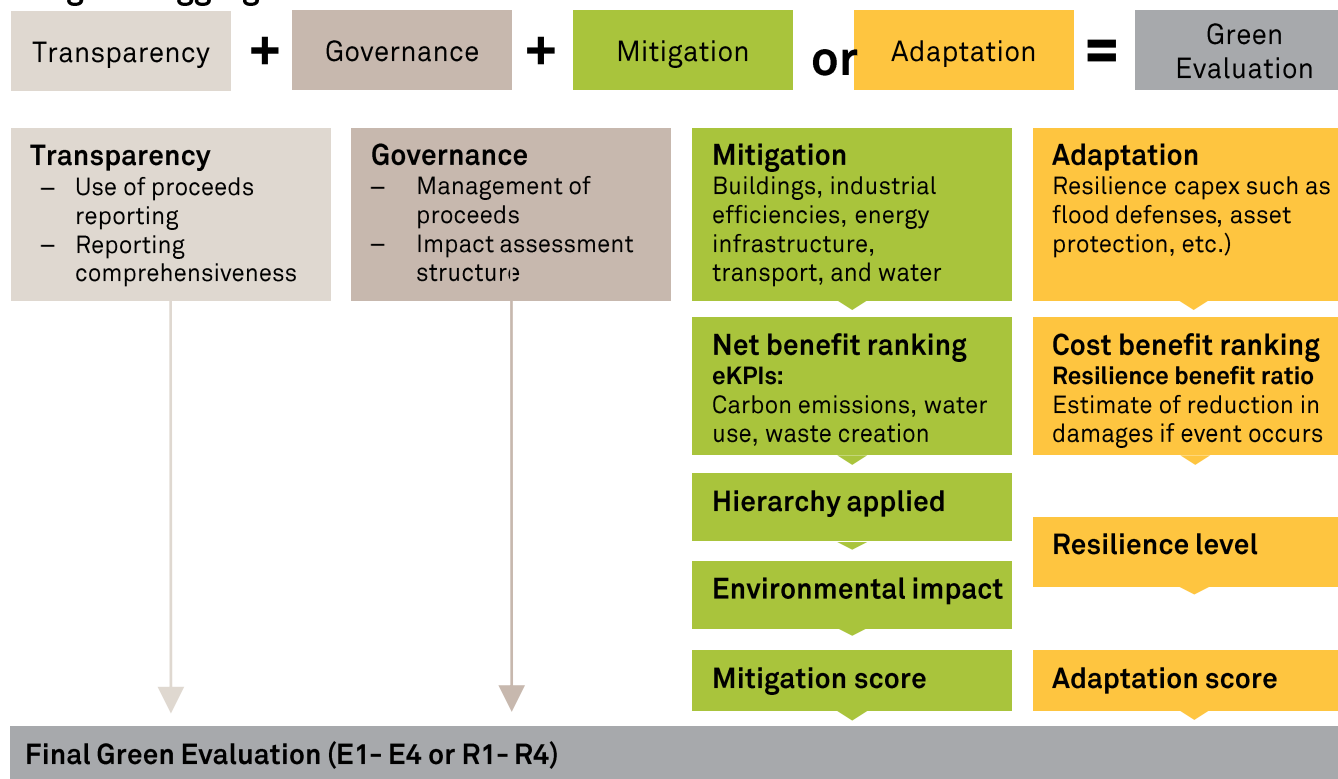 Transparency + Governance + Mitigation or Adaptation = Green Evaluation
Transparency
– Use of proceeds
reporting
– Reporting
comprehensiveness
Governance
– Management of
proceeds
– Impact assessment
structure
Mitigation
Buildings, industrial
efficiencies, energy
infrastructure,
transport, and water
Adaptation
Resilience capex such as
flood defenses, asset
protection, etc.)
Net benefit ranking
eKPIs:
Carbon emissions, water
use, waste creation
Cost benefit ranking
Resilience benefit ratio
Estimate of reduction in
damages if event occurs
Hierarchy applied
Resilience level
Environmental impact
Mitigation score
Adaptation score
Final Green Evaluation (E1- E4 or R1- R4)